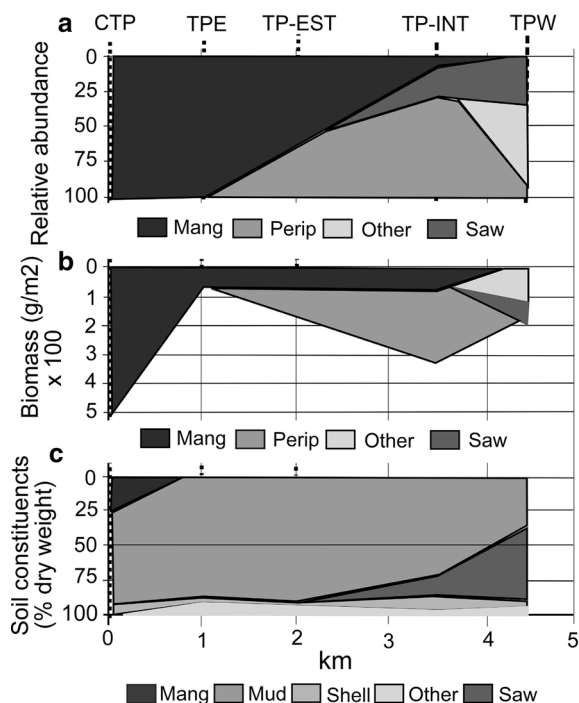 CTP TPE TP-EST TP-INT TPW
a
Relative abundance
0
25
50
75
100
Mang Perip Other Saw
b
Biomass (g/m2)
x 100
0
1
2
3
4
5
Mang Perip Other Saw
c
Soil constituencts
(% dry weight)
0
25
50
75
100
0 1 2 3 4 5
km
Mang Mud Shell Other Saw